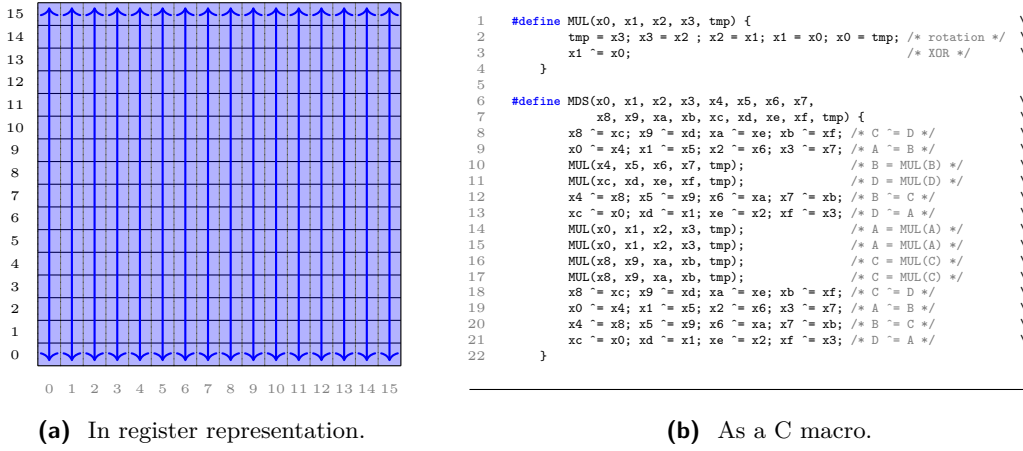 15
14
13
12
11
10
9
8
7
6
5
4
3
2
1
0
0 1 2 3 4 5 6 7 8 9 10 11 12 13 14 15
(a) In register representation.
1 #define MUL(x0, x1, x2, x3, tmp) { \
2 tmp = x3; x3 = x2 ; x2 = x1; x1 = x0; x0 = tmp; /* rotation */ \
3 x1 ^= x0; /* XOR */ \
4 }
5
6 #define MDS(x0, x1, x2, x3, x4, x5, x6, x7, \
7 x8, x9, xa, xb, xc, xd, xe, xf, tmp) { \
8 x8 ^= xc; x9 ^= xd; xa ^= xe; xb ^= xf; /* C ^= D */ \
9 x0 ^= x4; x1 ^= x5; x2 ^= x6; x3 ^= x7; /* A ^= B */ \
10 MUL(x4, x5, x6, x7, tmp); /* B = MUL(B) */ \
11 MUL(xc, xd, xe, xf, tmp); /* D = MUL(D) */ \
12 x4 ^= x8; x5 ^= x9; x6 ^= xa; x7 ^= xb; /* B ^= C */ \
13 xc ^= x0; xd ^= x1; xe ^= x2; xf ^= x3; /* D ^= A */ \
14 MUL(x0, x1, x2, x3, tmp); /* A = MUL(A) */ \
15 MUL(x0, x1, x2, x3, tmp); /* A = MUL(A) */ \
16 MUL(x8, x9, xa, xb, tmp); /* C = MUL(C) */ \
17 MUL(x8, x9, xa, xb, tmp); /* C = MUL(C) */ \
18 x8 ^= xc; x9 ^= xd; xa ^= xe; xb ^= xf; /* C ^= D */ \
19 x0 ^= x4; x1 ^= x5; x2 ^= x6; x3 ^= x7; /* A ^= B */ \
20 x4 ^= x8; x5 ^= x9; x6 ^= xa; x7 ^= xb; /* B ^= C */ \
21 xc ^= x0; xd ^= x1; xe ^= x2; xf ^= x3; /* D ^= A */ \
22 }
(b) As a C macro.